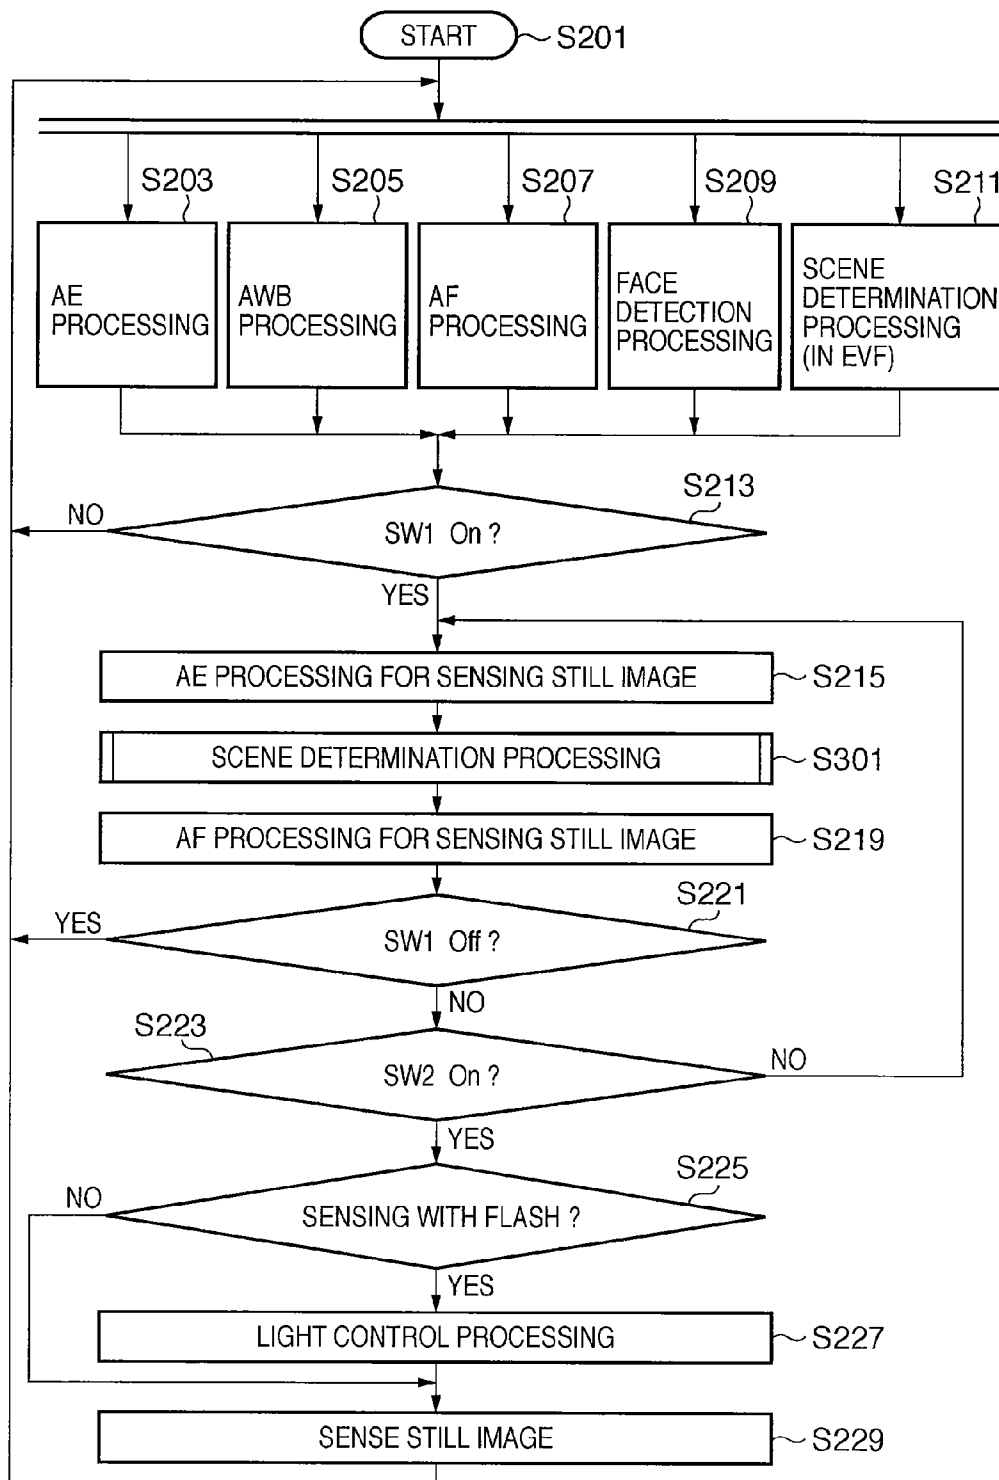 START
S201
S203
S205
S207
S209
S211
AE
PROCESSING
AWB
PROCESSING
AF
PROCESSING
FACE
DETECTION
PROCESSING
SCENE
DETERMINATION
PROCESSING
(IN EVF)
S213
NO
SW1 On ?
YES
AE PROCESSING FOR SENSING STILL IMAGE
S215
SCENE DETERMINATION PROCESSING
S301
AF PROCESSING FOR SENSING STILL IMAGE
S219
S221
YES
SW1 Off ?
NO
S223
SW2 On ?
NO
YES
S225
NO
SENSING WITH FLASH ?
YES
LIGHT CONTROL PROCESSING
S227
SENSE STILL IMAGE
S229